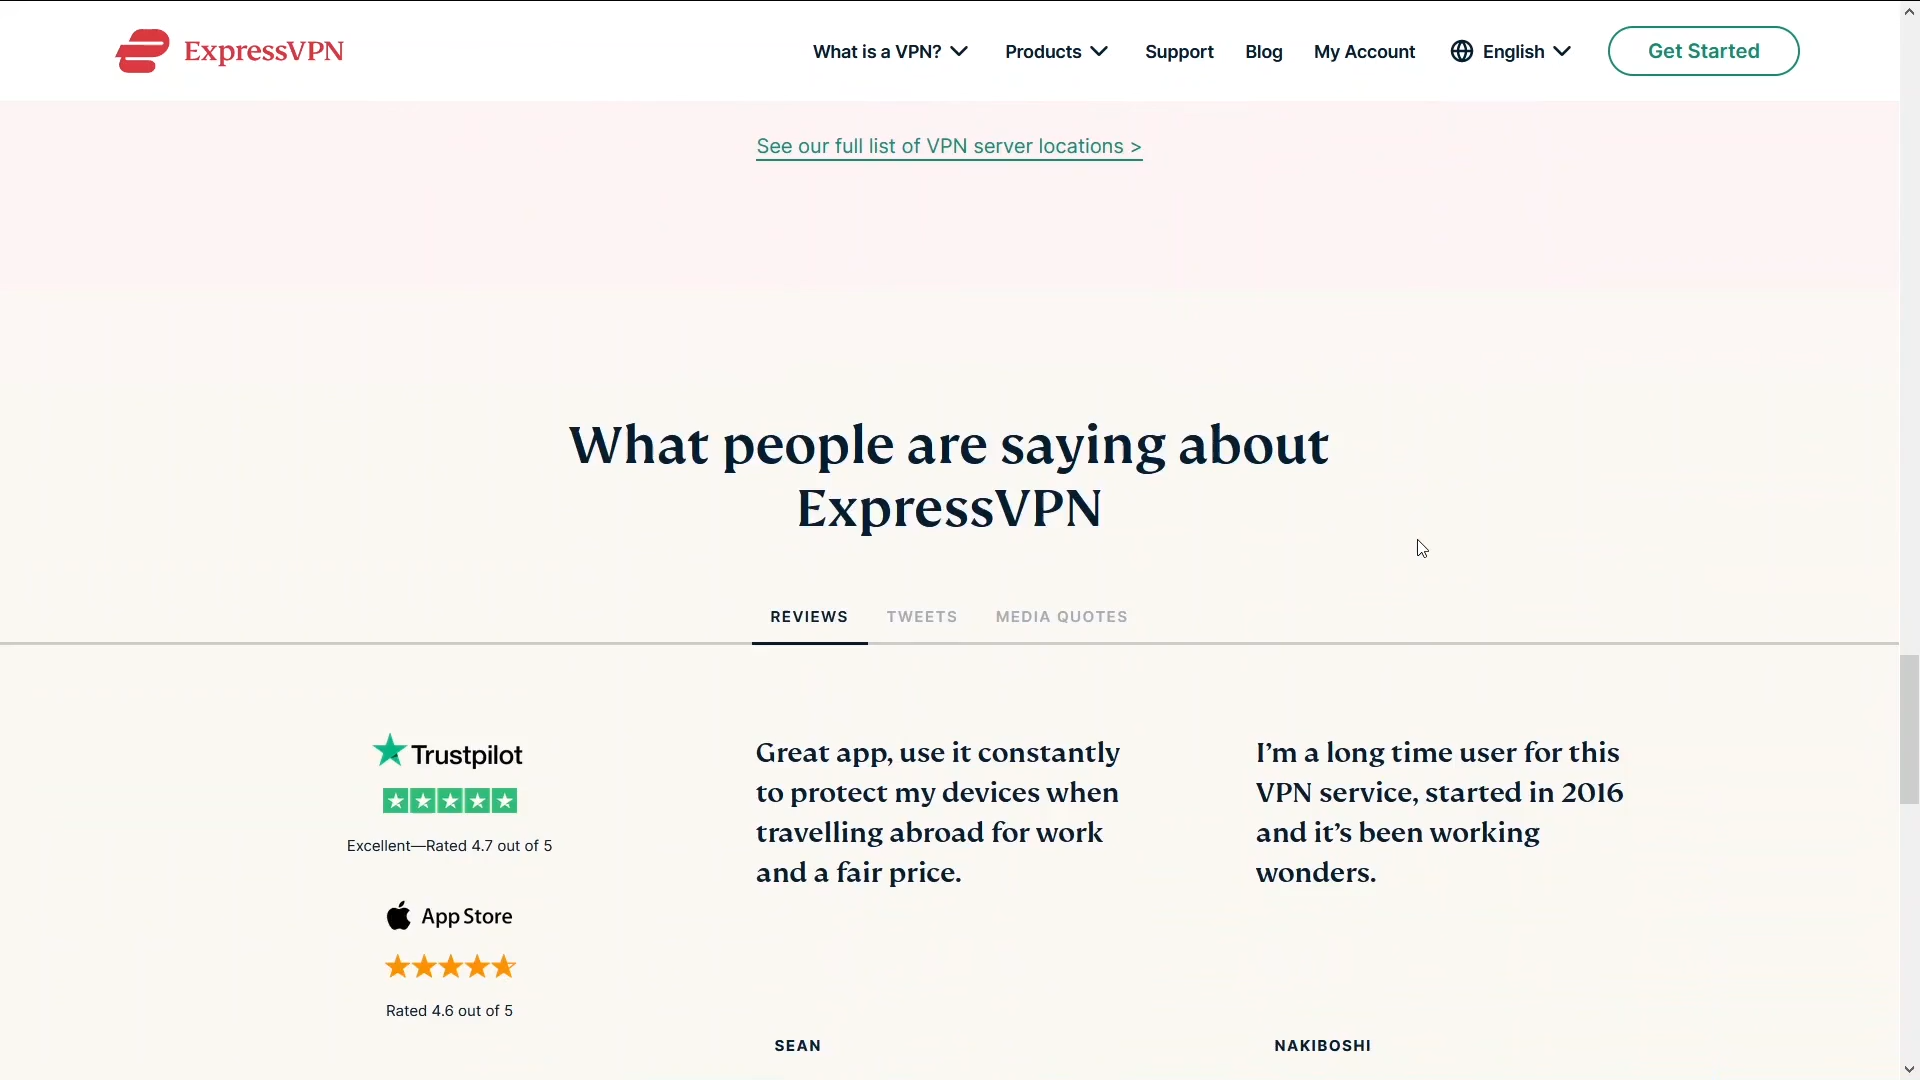 ExpressVPN
What is a VPN?
Products
Support
Blog
My Account
English
Get Started
See our full list of VPN server locations >
What people are saying about
ExpressVPN
REVIEWS
TWEETS
MEDIA QUOTES
Trustpilot
Excellent—Rated 4.7 out of 5
App Store
Rated 4.6 out of 5
Great app, use it constantly
to protect my devices when
travelling abroad for work
and a fair price.
SEAN
I’m a long time user for this
VPN service, started in 2016
and it’s been working
wonders.
NAKIBOSHI